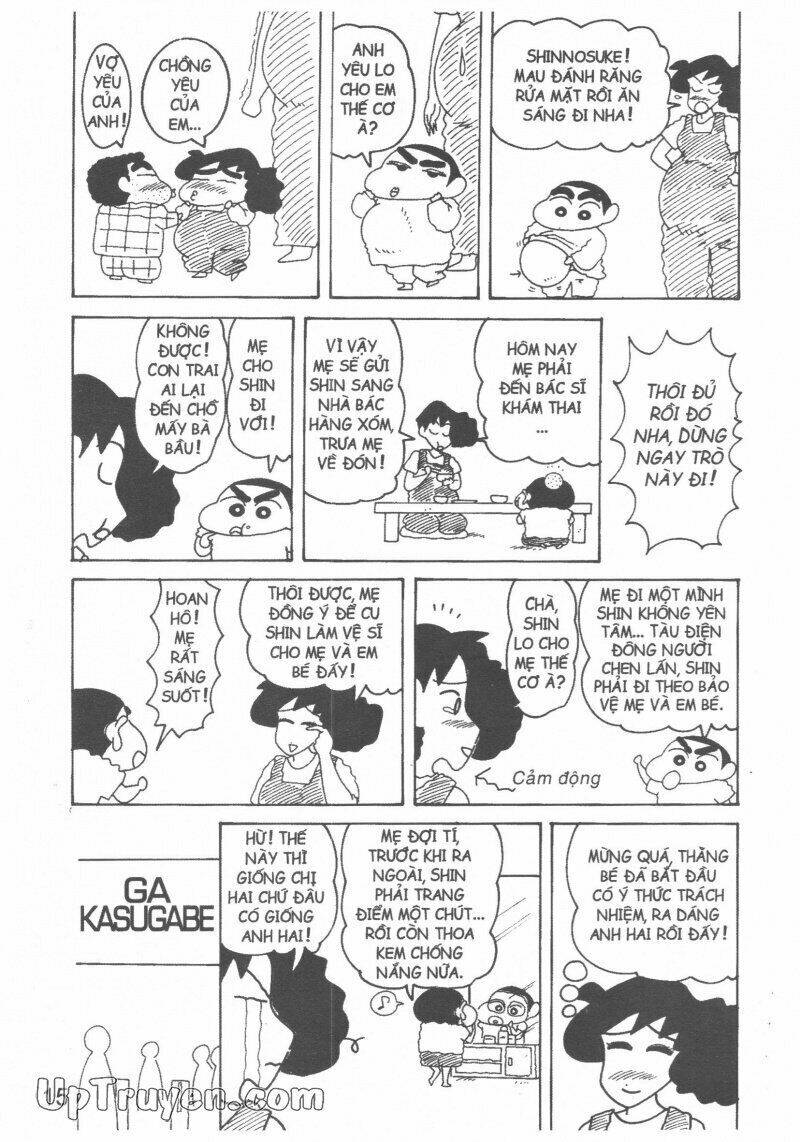 SHINNOSUKE!
MAU ĐÁNH RĂNG
RỬA MẶT RỒI ĂN
SÁNG ĐI NHA!
ANH
YÊU LO
CHO EM
THẾ CƠ
À?
CHỒNG
YÊU
CỦA
EM...
VỢ
YÊU
CỦA
ANH!
THÔI ĐỦ
RỒI ĐÓ
NHA, DỪNG
NGAY TRÒ
NÀY ĐI!
HÔM NAY
MẸ PHẢI
ĐẾN BÁC SĨ
KHÁM THAI
...
VÌ VẬY
MẸ SẼ GỬI
SHIN SANG
NHÀ BÁC
HÀNG XÓM,
TRƯA MẸ
VỀ ĐÓN!
MẸ
CHO
SHIN
ĐI
VỚI!
KHÔNG
ĐƯỢC!
CON TRAI
AI LẠI
ĐẾN CHỖ
MẤY BÀ
BẦU!
MẸ ĐI MỘT MÌNH
SHIN KHÔNG YÊN
TÂM... TÀU ĐIỆN
ĐÔNG NGƯỜI
CHEN LẤN, SHIN
PHẢI ĐI THEO BẢO
VỆ MẸ VÀ EM BÉ.
CHÀ,
SHIN
LO CHO
MẸ THẾ
CƠ À?
Cảm động
THÔI ĐƯỢC, MẸ
ĐỒNG Ý ĐỂ CU
SHIN LÀM VỆ SĨ
CHO MẸ VÀ EM
BÉ ĐẤY!
HOAN
HÔ!
MẸ
RẤT
SÁNG
SUỐT!
MỪNG QUÁ, THẰNG
BÉ ĐÃ BẮT ĐẦU
CÓ Ý THỨC TRÁCH
NHIỆM, RA DÁNG
ANH HAI RỒI ĐẤY!
MẸ ĐỢI TÍ,
TRƯỚC KHI RA
NGOÀI, SHIN
PHẢI TRANG
ĐIỂM MỘT CHÚT...
RỒI CÒN THOA
KEM CHỐNG
NẮNG NỮA.
HỪ! THẾ
NÀY THÌ
GIỐNG CHỊ
HAI CHỨ ĐÂU
CÓ GIỐNG
ANH HAI!
GA
KASUGABE
UpTruyen.com